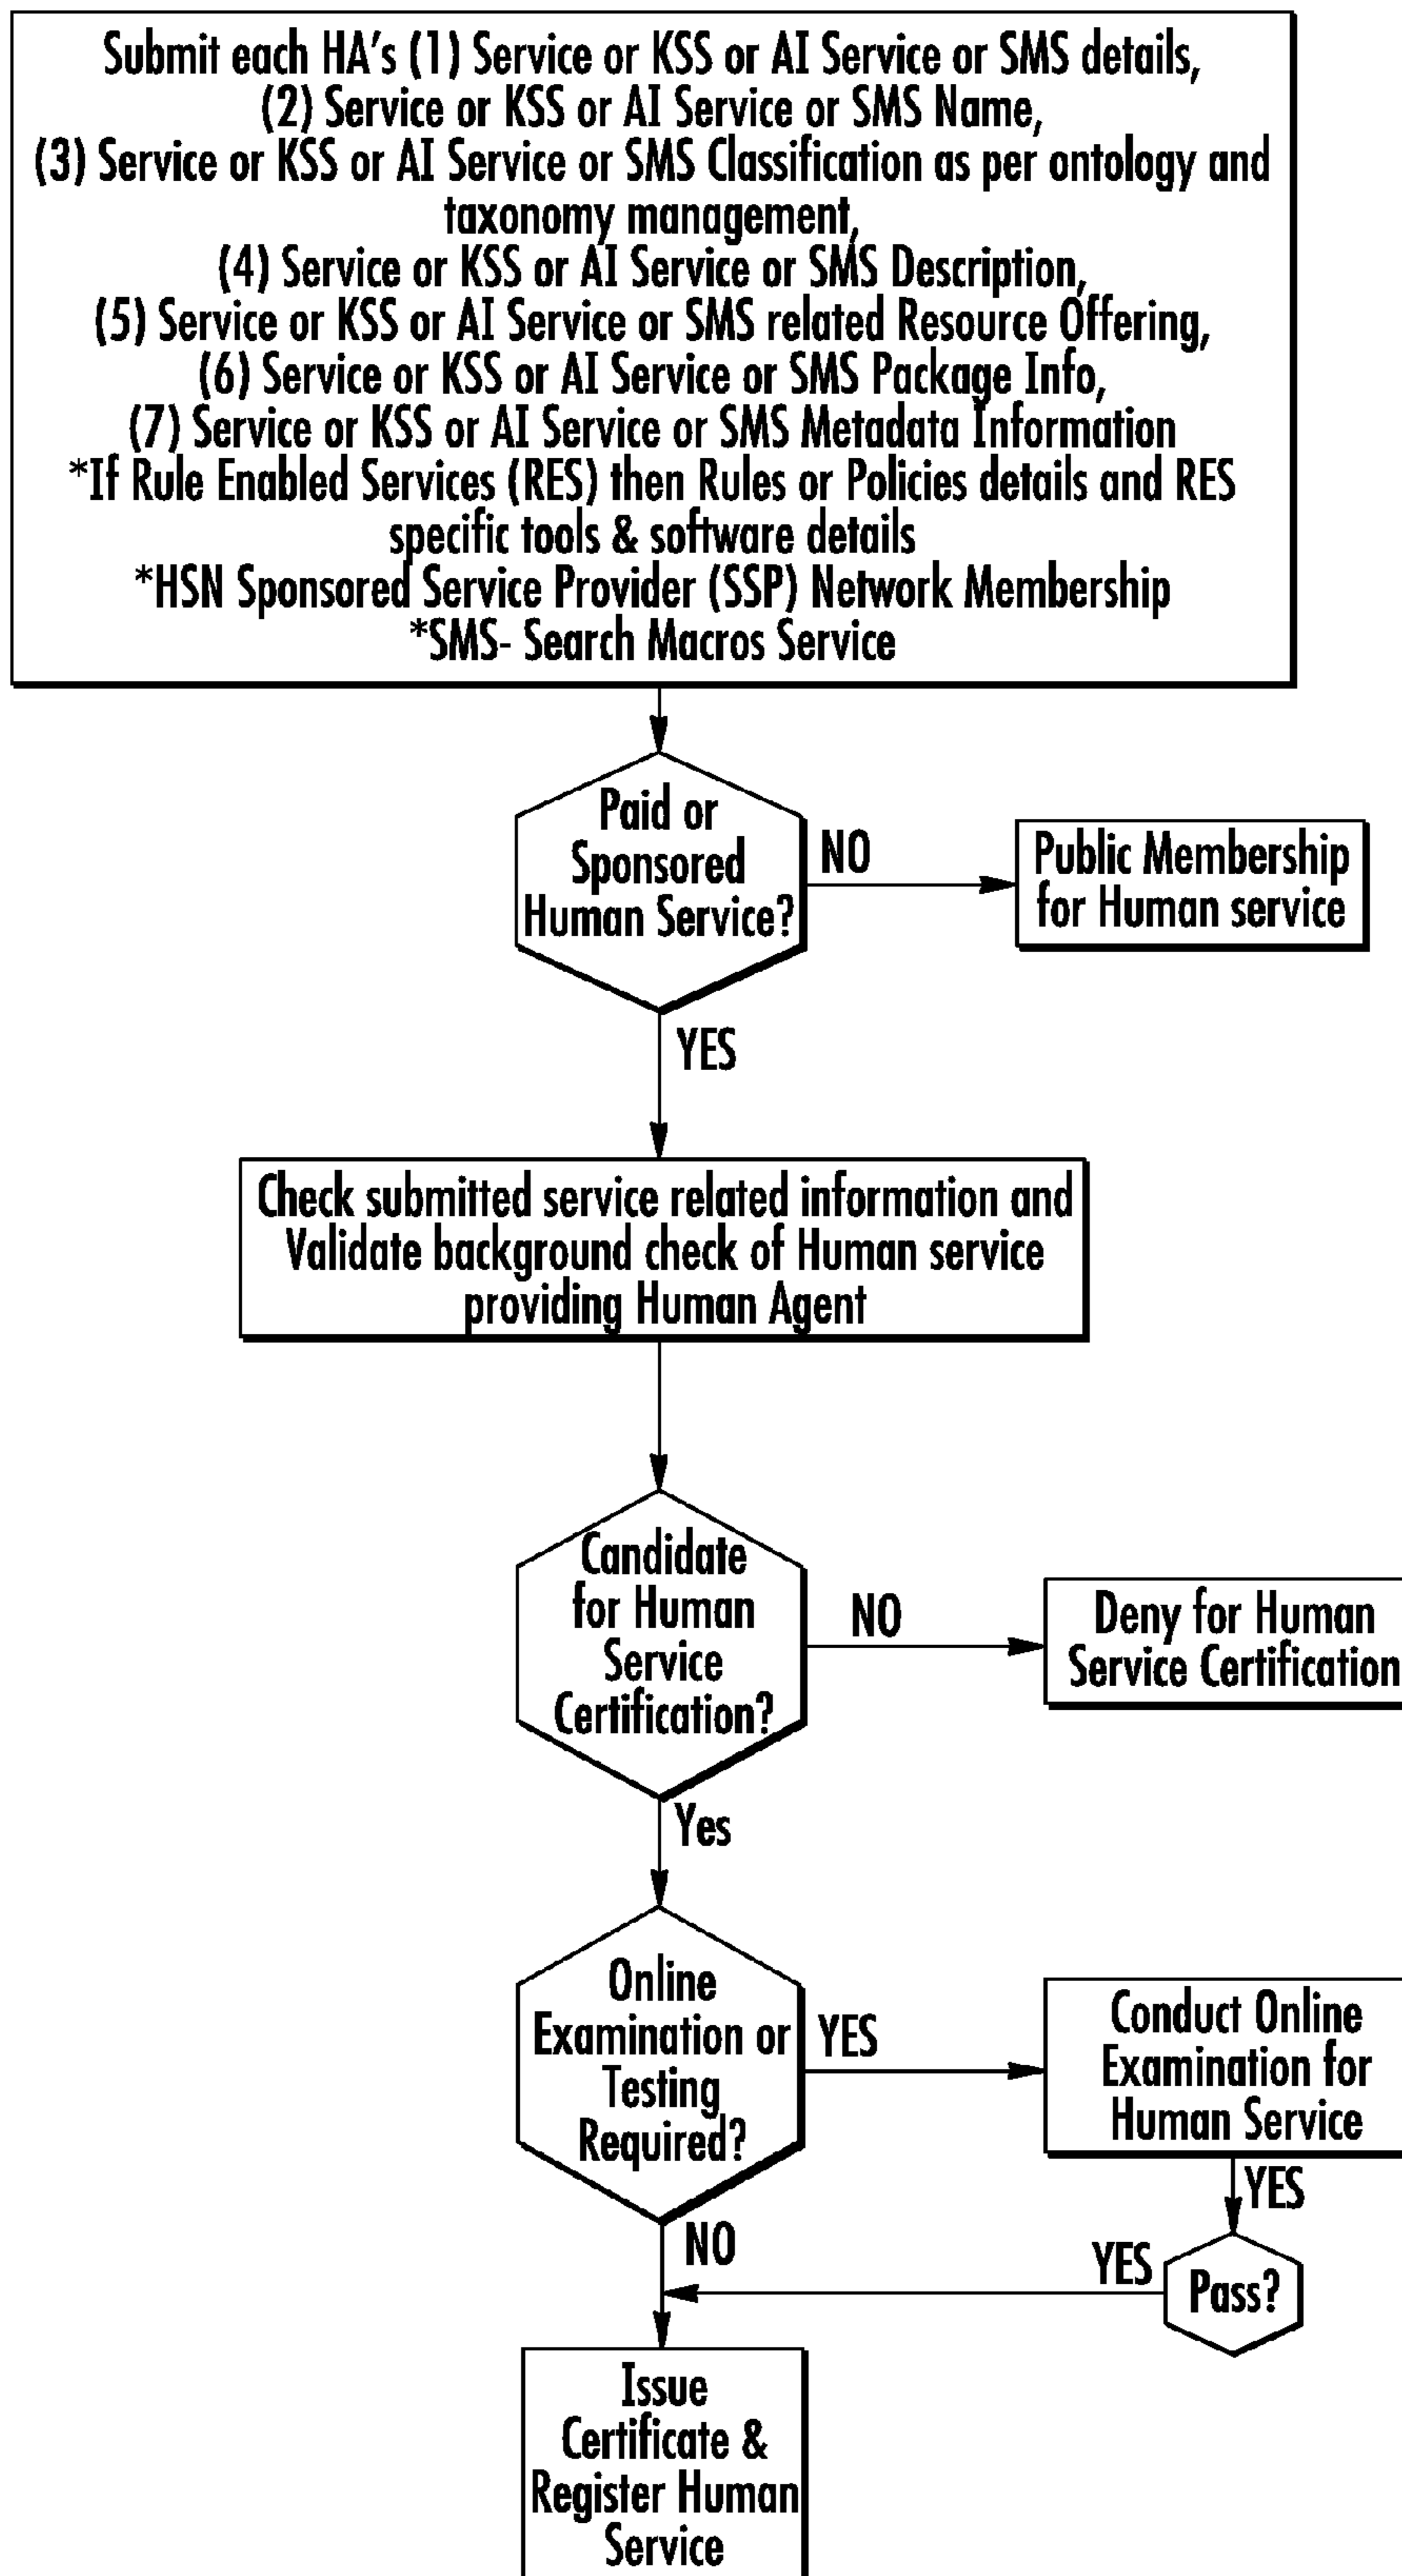 Submit each HA's (1) Service or KSS or AI Service or SMS details,
(2) Service or KSS or AI Service or SMS Name,
(3) Service or KSS or AI Service or SMS Classification as per ontology and
taxonomy management,
(4) Service or KSS or AI Service or SMS Description,
(5) Service or KSS or AI Service or SMS related Resource Offering,
(6) Service or KSS or AI Service or SMS Package Info,
(7) Service or KSS or AI Service or SMS Metadata Information
*If Rule Enabled Services (RES) then Rules or Policies details and RES
specific tools & software details
*HSN Sponsored Service Provider (SSP) Network Membership
*SMS- Search Macros Service
Paid or
Sponsored
Human Service?
NO
Public Membership
for Human service
YES
Check submitted service related information and
Validate background check of Human service
providing Human Agent
Candidate
for Human
Service
Certification?
NO
Deny for Human
Service Certification
Yes
Online
Examination or
Testing
Required?
YES
Conduct Online
Examination for
Human Service
YES
NO
YES
Pass?
Issue
Certificate &
Register Human
Service